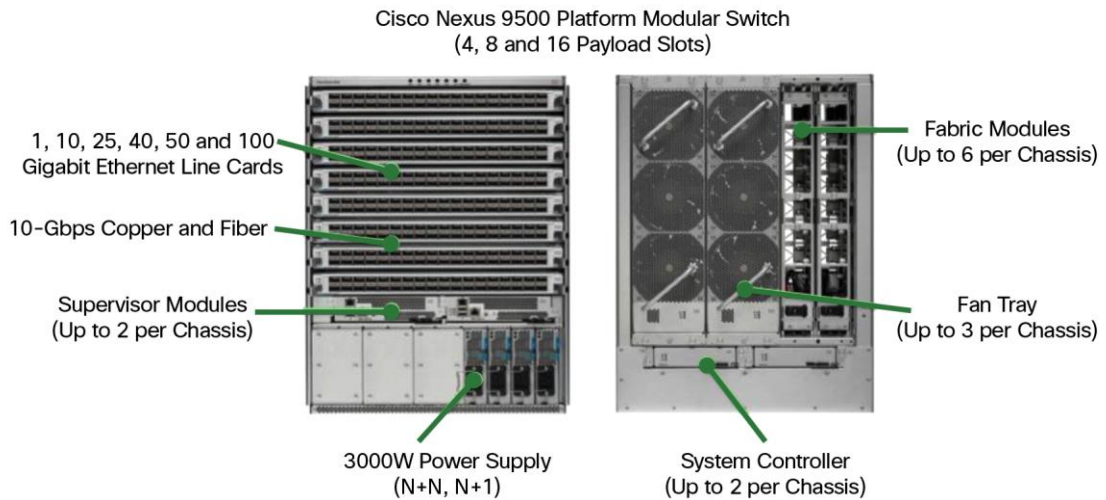 Cisco Nexus 9500 Platform Modular Switch
(4, 8 and 16 Payload Slots)
1, 10, 25, 40, 50 and 100
Gigabit Ethernet Line Cards
10-Gbps Copper and Fiber
Supervisor Modules
(Up to 2 per Chassis)
3000W Power Supply
(N+N, N+1)
Fabric Modules
(Up to 6 per Chassis)
Fan Tray
(Up to 3 per Chassis)
System Controller
(Up to 2 per Chassis)